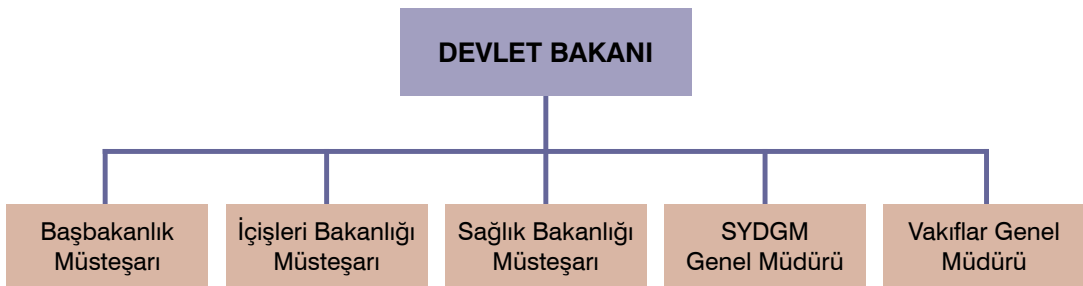 DEVLET BAKANI
Başbakanlık
Müsteşarı
İçişleri Bakanlığı
Müsteşarı
Sağlık Bakanlığı
Müsteşarı
SYDGM
Genel Müdürü
Vakıflar Genel
Müdürü